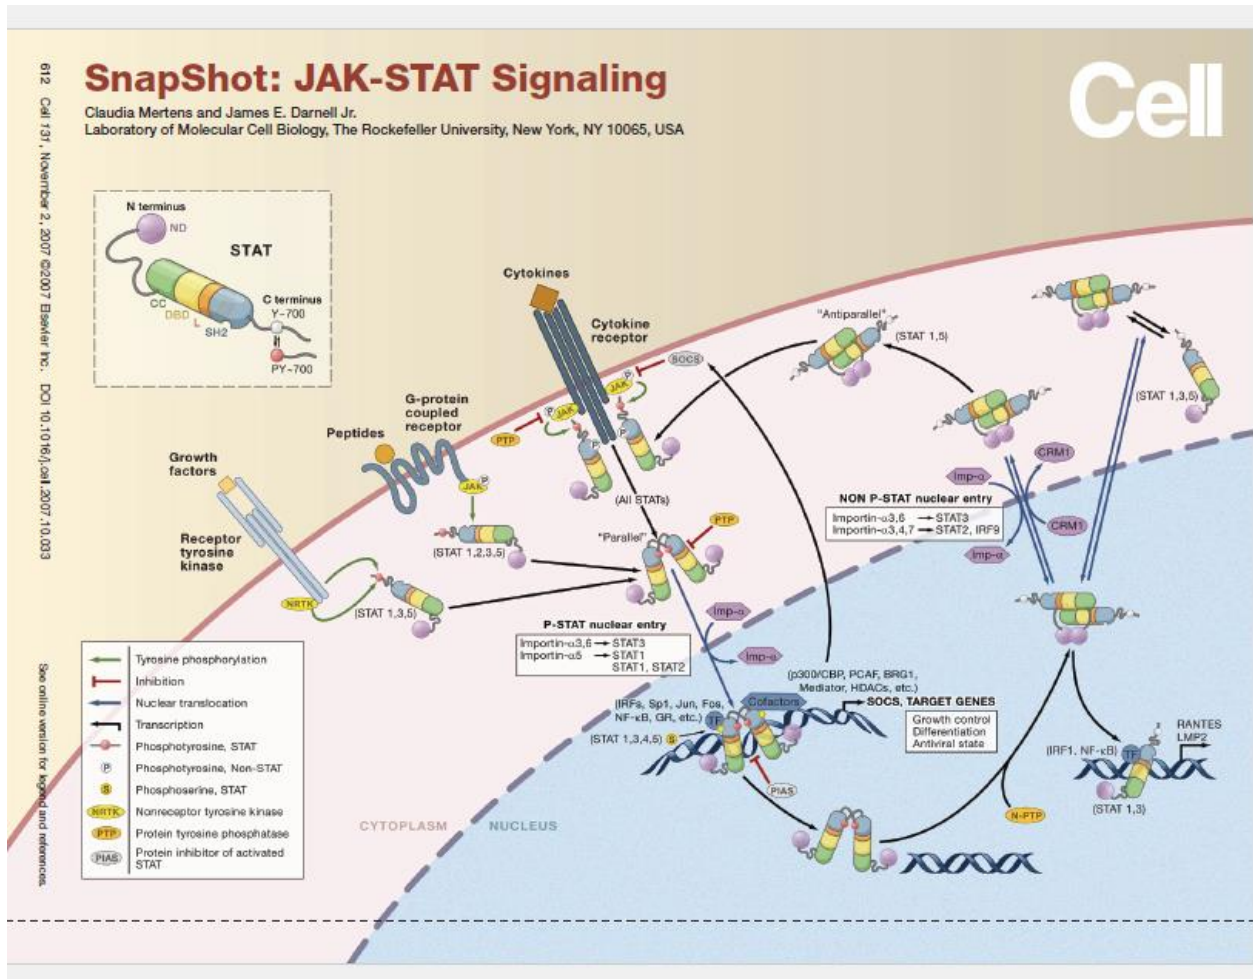 SnapShot: JAK-STAT Signaling
Cell
Claudia Mertens and James E. Darnell Jr.
Laboratory of Molecular Cell Biology, The Rockefeller University, New York, NY 10065, USA
612 Cell 131, November 2, 2007 ©2007 Elsevier Inc. DOI 10.1016/j.cell.2007.10.033
See online version for legend and references.
N terminus
ND
STAT
CC
DBD
L
SH2
C terminus
Y-700
PY-700
Cytokines
Cytokine
receptor
SOCS
P
JAK
P
JAK
PTP
P
P
(All STATs)
G-protein
coupled
receptor
Peptides
JAK
P
(STAT 1,2,3,5)
Growth
factors
Receptor
tyrosine
kinase
NRTK
(STAT 1,3,5)
"Parallel"
PTP
"Antiparallel"
(STAT 1,5)
(STAT 1,3,5)
Imp-α
CRM1
NON P-STAT nuclear entry
Importin-α3,6 → STAT3
Importin-α3,4,7 → STAT2, IRF9
CRM1
Imp-α
P-STAT nuclear entry
Importin-α3,6 → STAT3
Importin-α5 → STAT1
STAT1, STAT2
Imp-α
Imp-α
(p300/CBP, PCAF, BRG1,
Mediator, HDACs, etc.)
(IRFs, Sp1, Jun, Fos,
NF-κB, GR, etc.)
TF
Cofactors
SOCS, TARGET GENES
Growth control
Differentiation
Antiviral state
(STAT 1,3,4,5)
S
PIAS
N-PTP
(IRF1, NF-κB)
TF
RANTES
LMP2
(STAT 1,3)
CYTOPLASM
NUCLEUS
Tyrosine phosphorylation
Inhibition
Nuclear translocation
Transcription
Phosphotyrosine, STAT
P Phosphotyrosine, Non-STAT
S Phosphoserine, STAT
NRTK Nonreceptor tyrosine kinase
PTP Protein tyrosine phosphatase
PIAS Protein inhibitor of activated
STAT